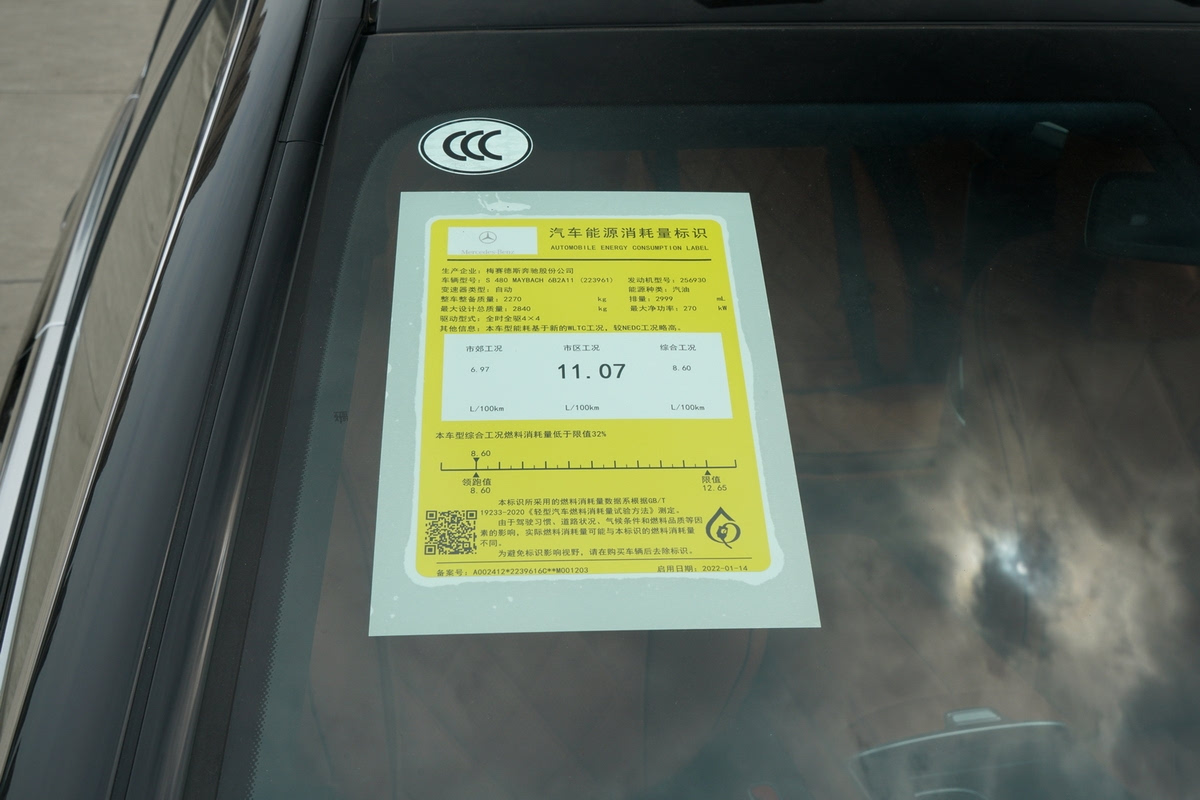 CCC
Mercedes-Benz
汽车能源消耗量标识
AUTOMOBILE ENERGY CONSUMPTION LABEL
生产企业：梅赛德斯奔驰股份公司
车辆型号：S 480 MAYBACH 6B2A11 (223961) 发动机型号：256930
变速器类型：自动 能源种类：汽油
整车整备质量：2270 kg 排量：2999 mL
最大设计总质量：2840 kg 最大净功率：270 kW
驱动型式：全时全驱4×4
其他信息：本车型能耗基于新的WLTC工况，较NEDC工况略高。
市郊工况 市区工况 综合工况
6.97 11.07 8.60
L/100km L/100km L/100km
本车型综合工况燃料消耗量低于限值32%
8.60
领跑值 限值
8.60 12.65
本标识所采用的燃料消耗量数据系根据GB/T
19233-2020《轻型汽车燃料消耗量试验方法》测定。
由于驾驶习惯、道路状况、气候条件和燃料品质等因
素的影响，实际燃料消耗量可能与本标识的燃料消耗量
不同。
为避免标识影响视野，请在购买车辆后去除标识。
备案号：A002412*2239616C**M001203 启用日期：2022-01-14